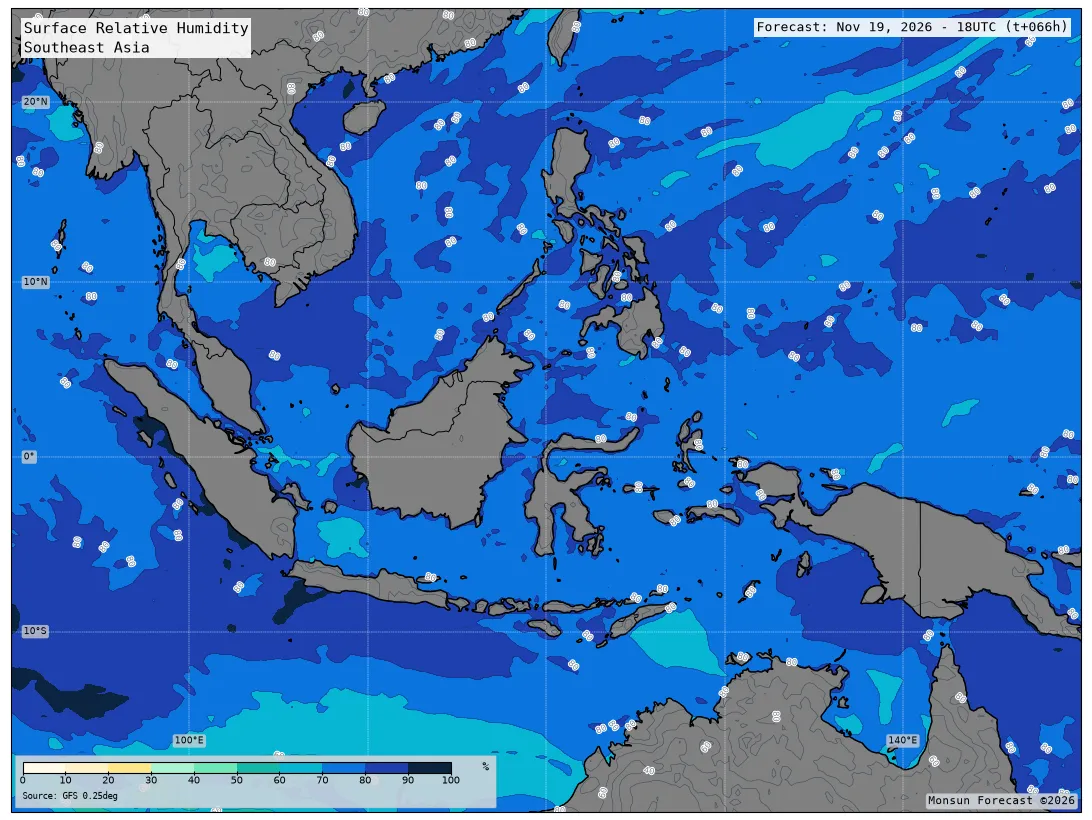 Surface Relative Humidity
Southeast Asia
Forecast: Nov 19, 2026 - 18UTC (t+066h)
20°N
10°N
0°
10°S
100°E
140°E
0 10 20 30 40 50 60 70 80 90 100
%
Source: GFS 0.25deg
Monsun Forecast ©2026